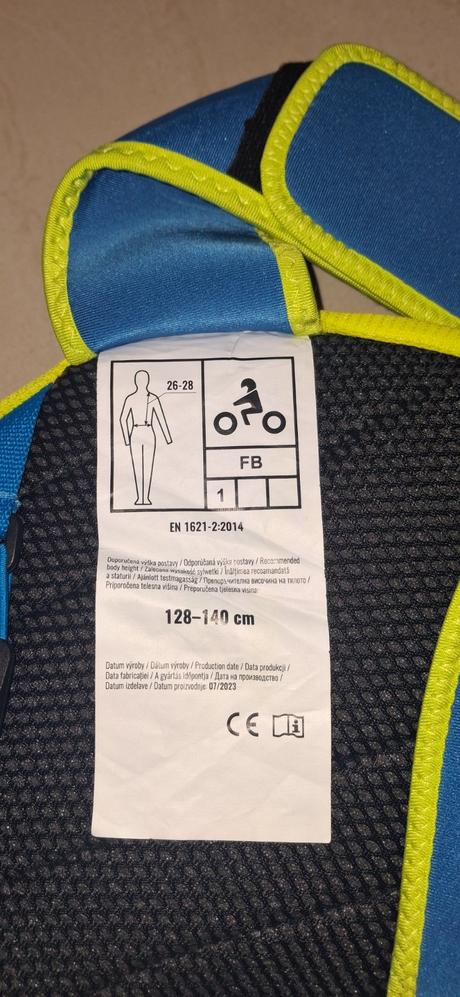 26-28
FB
1
EN 1621-2:2014
Doporučená výška postavy / Odporúčaná výška postavy / Recommended
body height / Zalecana wysokość sylwetki / Înălțimea recomandată
a staturii / Ajánlott testmagasság / Препоръчителна височина на тялото /
Priporočena telesna višina / Preporučena tjelesna visina:
128–140 cm
Datum výroby / Dátum výroby / Production date / Data produkcji /
Data fabricației / A gyártás időpontja / Дата на производство /
Datum izdelave / Datum proizvodnje: 07/2023
CE i